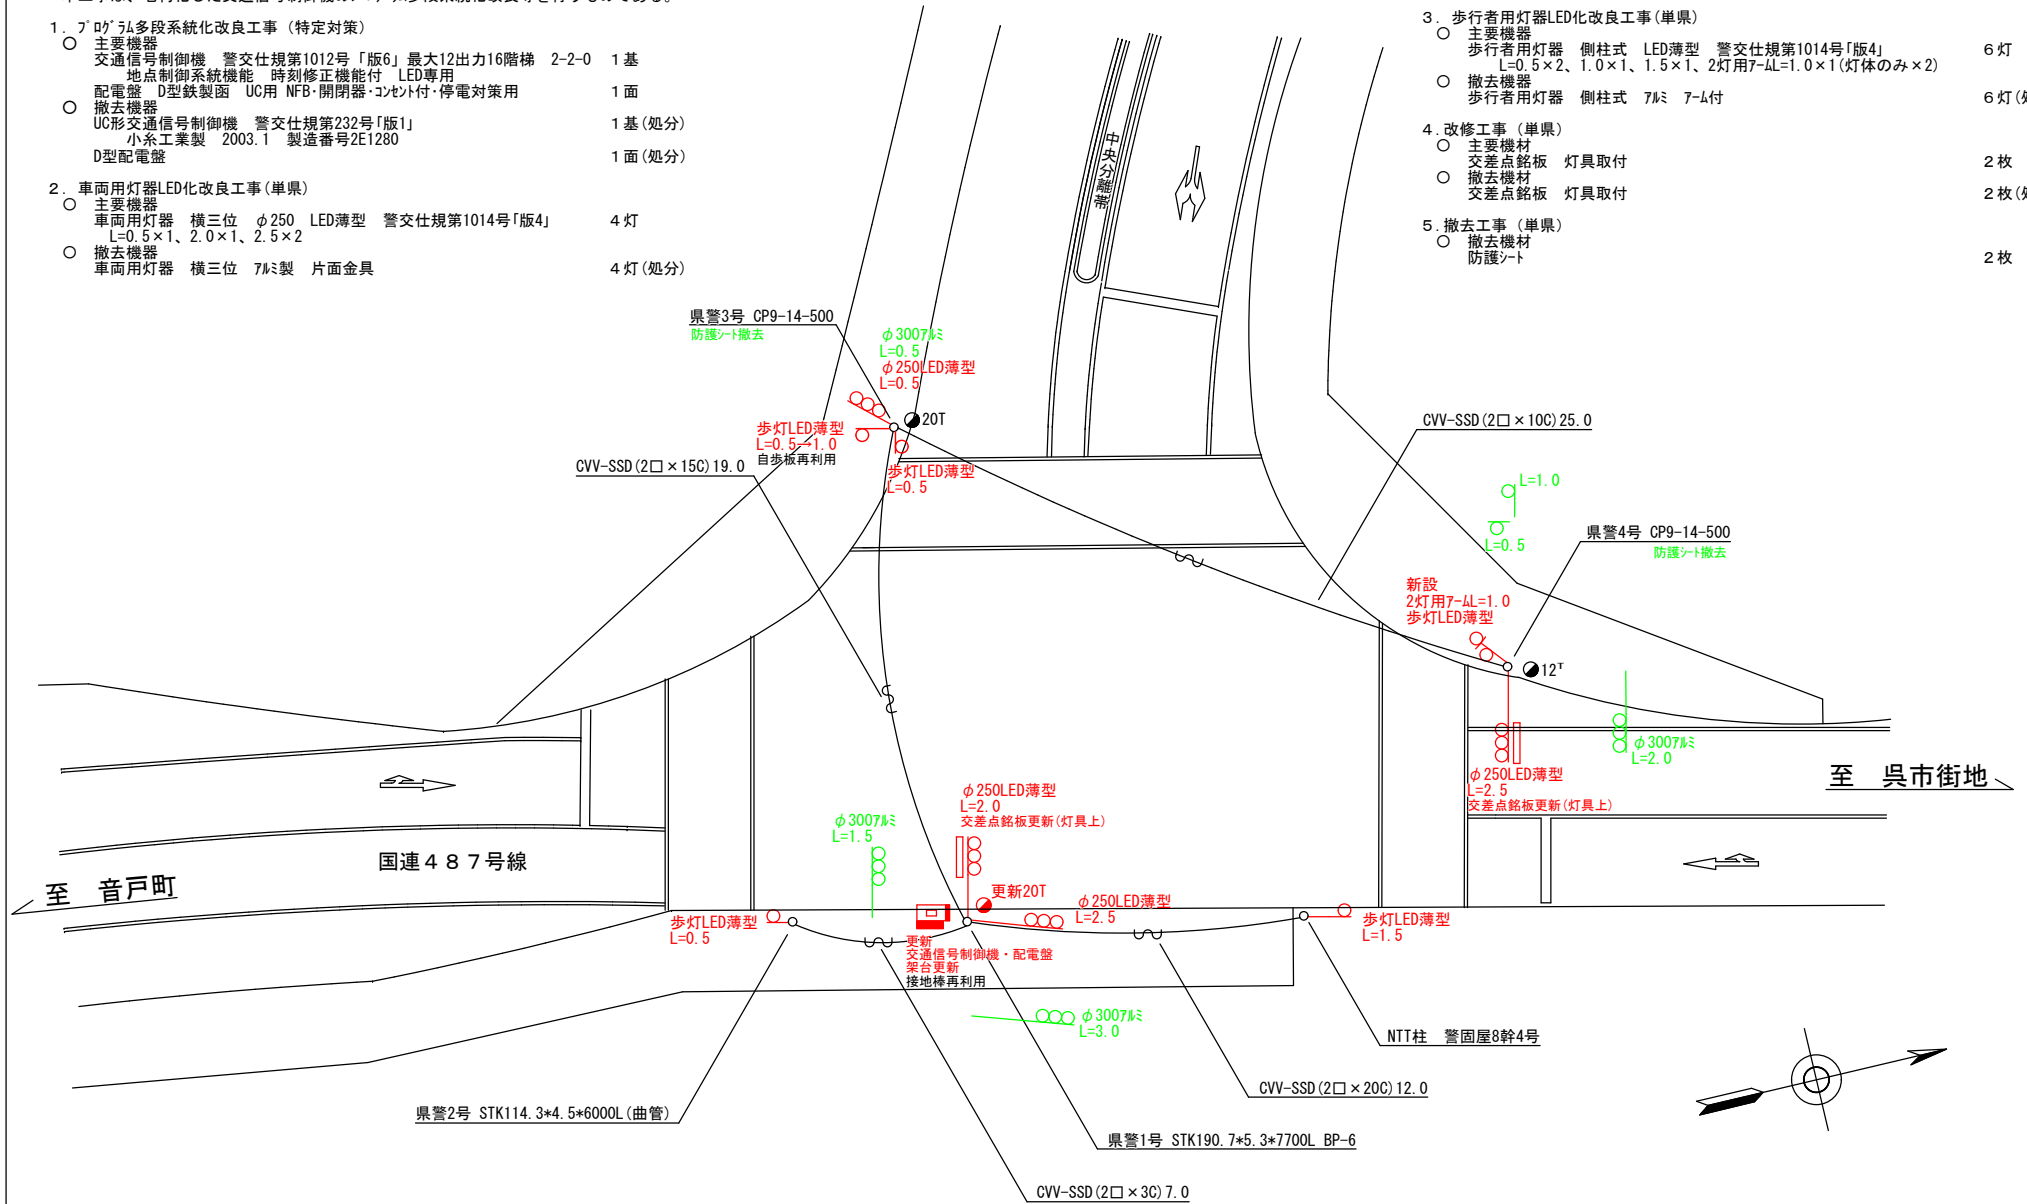 1. ﾌﾟﾛｸﾞﾗﾑ多段系統化改良工事（特定対策）
○ 主要機器
交通信号制御機　警交仕規第1012号「版6」最大12出力16階梯　2-2-0　1基
地点制御系統機能　時刻修正機能付　LED専用
配電盤　D型鉄製函　UC用 NFB･開閉器･ｺﾝｾﾝﾄ付･停電対策用　1面
○ 撤去機器
UC形交通信号制御機　警交仕規第232号「版1」　1基(処分)
小糸工業製　2003.1　製造番号2E1280
D型配電盤　1面(処分)
2. 車両用灯器LED化改良工事(単県)
○ 主要機器
車両用灯器　横三位　φ250　LED薄型　警交仕規第1014号「版4」　4灯
L=0.5×1、2.0×1、2.5×2
○ 撤去機器
車両用灯器　横三位　ｱﾙﾐ製　片面金具　4灯(処分)
3. 歩行者用灯器LED化改良工事(単県)
○ 主要機器
歩行者用灯器　側柱式　LED薄型　警交仕規第1014号「版4」　6灯
L=0.5×2、1.0×1、1.5×1、2灯用ｱｰﾑL=1.0×1(灯体のみ×2)
○ 撤去機器
歩行者用灯器　側柱式　ｱﾙﾐ　ｱｰﾑ付　6灯(処
4. 改修工事（単県）
○ 主要機材
交差点銘板　灯具取付　2枚
○ 撤去機材
交差点銘板　灯具取付　2枚(処
5. 撤去工事（単県）
○ 撤去機材
防護ｼｰﾄ　2枚
中央分離帯
県警3号 CP9-14-500
防護ｼｰﾄ撤去
φ300ｱﾙﾐ
L=0.5
φ250LED薄型
L=0.5
20T
歩灯LED薄型
L=0.5→1.0
自歩板再利用
歩灯LED薄型
L=0.5
CVV-SSD(2□×15C)19.0
CVV-SSD(2□×10C)25.0
L=1.0
L=0.5
県警4号 CP9-14-500
防護ｼｰﾄ撤去
新設
2灯用ｱｰﾑL=1.0
歩灯LED薄型
12T
φ300ｱﾙﾐ
L=2.0
φ250LED薄型
L=2.5
交差点銘板更新(灯具上)
至　呉市街地
φ250LED薄型
L=2.0
交差点銘板更新(灯具上)
φ300ｱﾙﾐ
L=1.5
国連４８７号線
至　音戸町
更新20T
φ250LED薄型
L=2.5
歩灯LED薄型
L=0.5
歩灯LED薄型
L=1.5
更新
交通信号制御機・配電盤
架台更新
接地棒再利用
φ300ｱﾙﾐ
L=3.0
NTT柱　警固屋8幹4号
CVV-SSD(2□×20C)12.0
県警2号 STK114.3*4.5*6000L(曲管)
県警1号 STK190.7*5.3*7700L BP-6
CVV-SSD(2□×3C)7.0